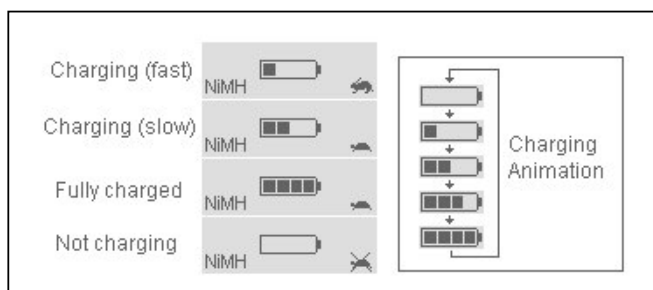 Charging (fast)
NiMH
Charging (slow)
NiMH
Fully charged
NiMH
Not charging
NiMH
Charging
Animation